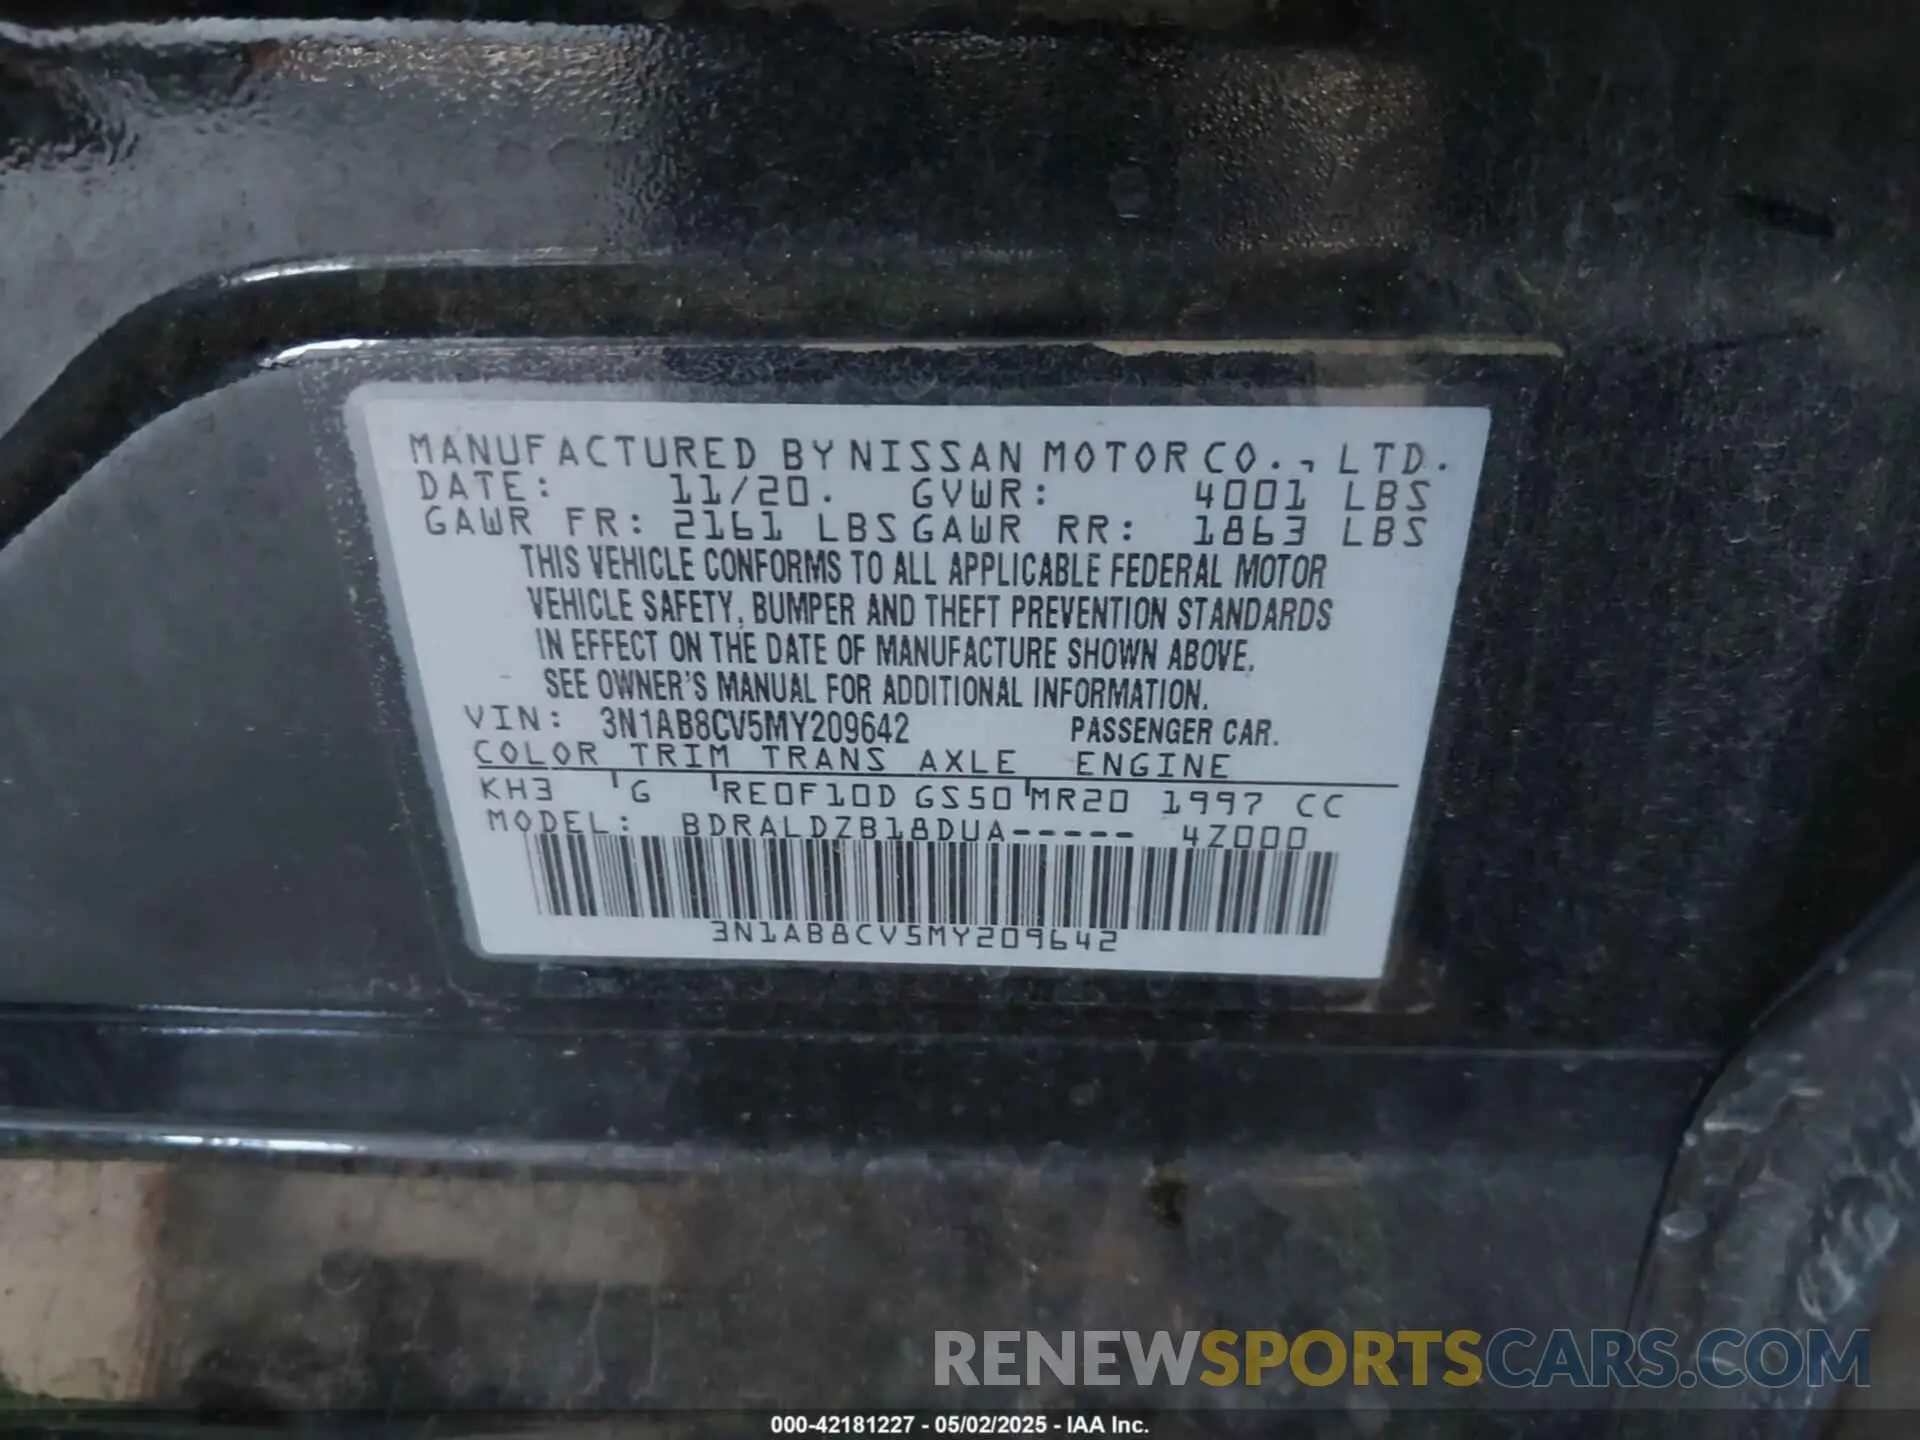 MANUFACTURED BY NISSAN MOTOR CO., LTD.
DATE: 11/20. GVWR: 4001 LBS
GAWR FR: 2161 LBS GAWR RR: 1863 LBS
THIS VEHICLE CONFORMS TO ALL APPLICABLE FEDERAL MOTOR
VEHICLE SAFETY, BUMPER AND THEFT PREVENTION STANDARDS
IN EFFECT ON THE DATE OF MANUFACTURE SHOWN ABOVE.
SEE OWNER'S MANUAL FOR ADDITIONAL INFORMATION.
VIN: 3N1AB8CV5MY209642 PASSENGER CAR.
COLOR TRIM TRANS AXLE ENGINE
KH3 G RE0F10D GS50 MR20 1997 CC
MODEL: BDRALDZB18DUA----- 4Z000
3N1AB8CV5MY209642
RENEWSPORTSCARS.COM
000-42181227 - 05/02/2025 - IAA Inc.